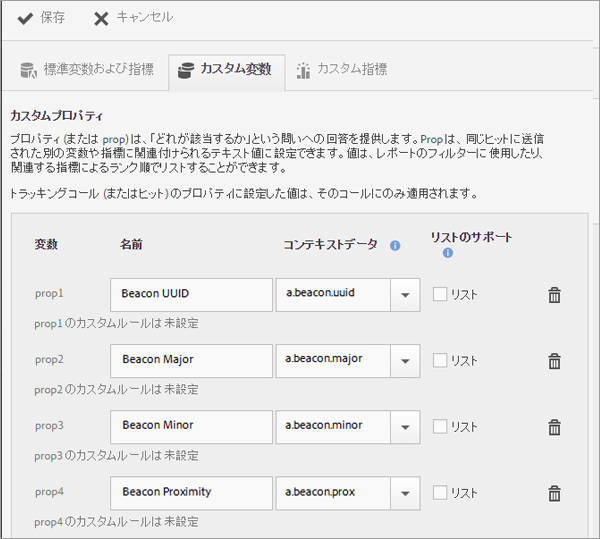 保存 キャンセル
標準変数および指標 カスタム変数 カスタム指標
カスタムプロパティ
プロパティ (または prop) は、「どれが該当するか」という問いへの回答を提供します。Prop は、同じヒットに送信
された別の変数や指標に関連付けられるテキスト値に設定できます。値は、レポートのフィルターに使用したり、
関連する指標によるランク順でリストすることができます。
トラッキングコール (またはヒット) のプロパティに設定した値は、そのコールにのみ適用されます。
変数 名前 コンテキストデータ リストのサポート
prop1 Beacon UUID a.beacon.uuid リスト
prop1 のカスタムルールは 未設定
prop2 Beacon Major a.beacon.major リスト
prop2 のカスタムルールは 未設定
prop3 Beacon Minor a.beacon.minor リスト
prop3 のカスタムルールは 未設定
prop4 Beacon Proximity a.beacon.prox リスト
prop4 のカスタムルールは 未設定